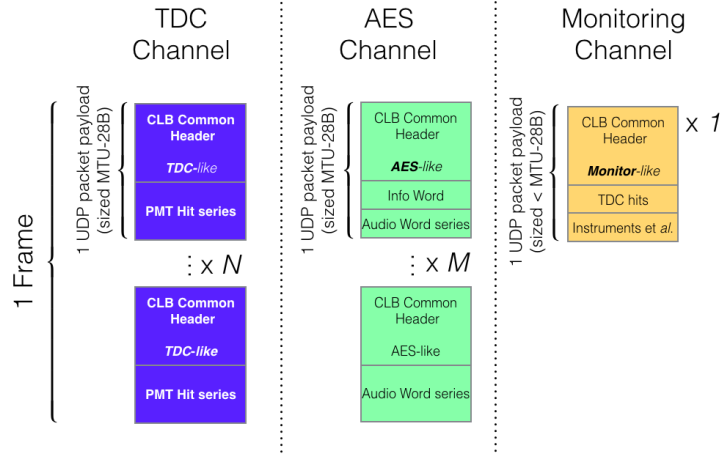 TDC
Channel
AES
Channel
Monitoring
Channel
1 Frame
1 UDP packet payload
(sized MTU-28B)
CLB Common
Header
TDC-like
PMT Hit series
⋮ x N
CLB Common
Header
TDC-like
PMT Hit series
1 UDP packet payload
(sized MTU-28B)
CLB Common
Header
AES-like
Info Word
Audio Word series
⋮ x M
CLB Common
Header
AES-like
Audio Word series
1 UDP packet payload
(sized < MTU-28B)
CLB Common
Header
Monitor-like
TDC hits
Instruments et al.
x 1